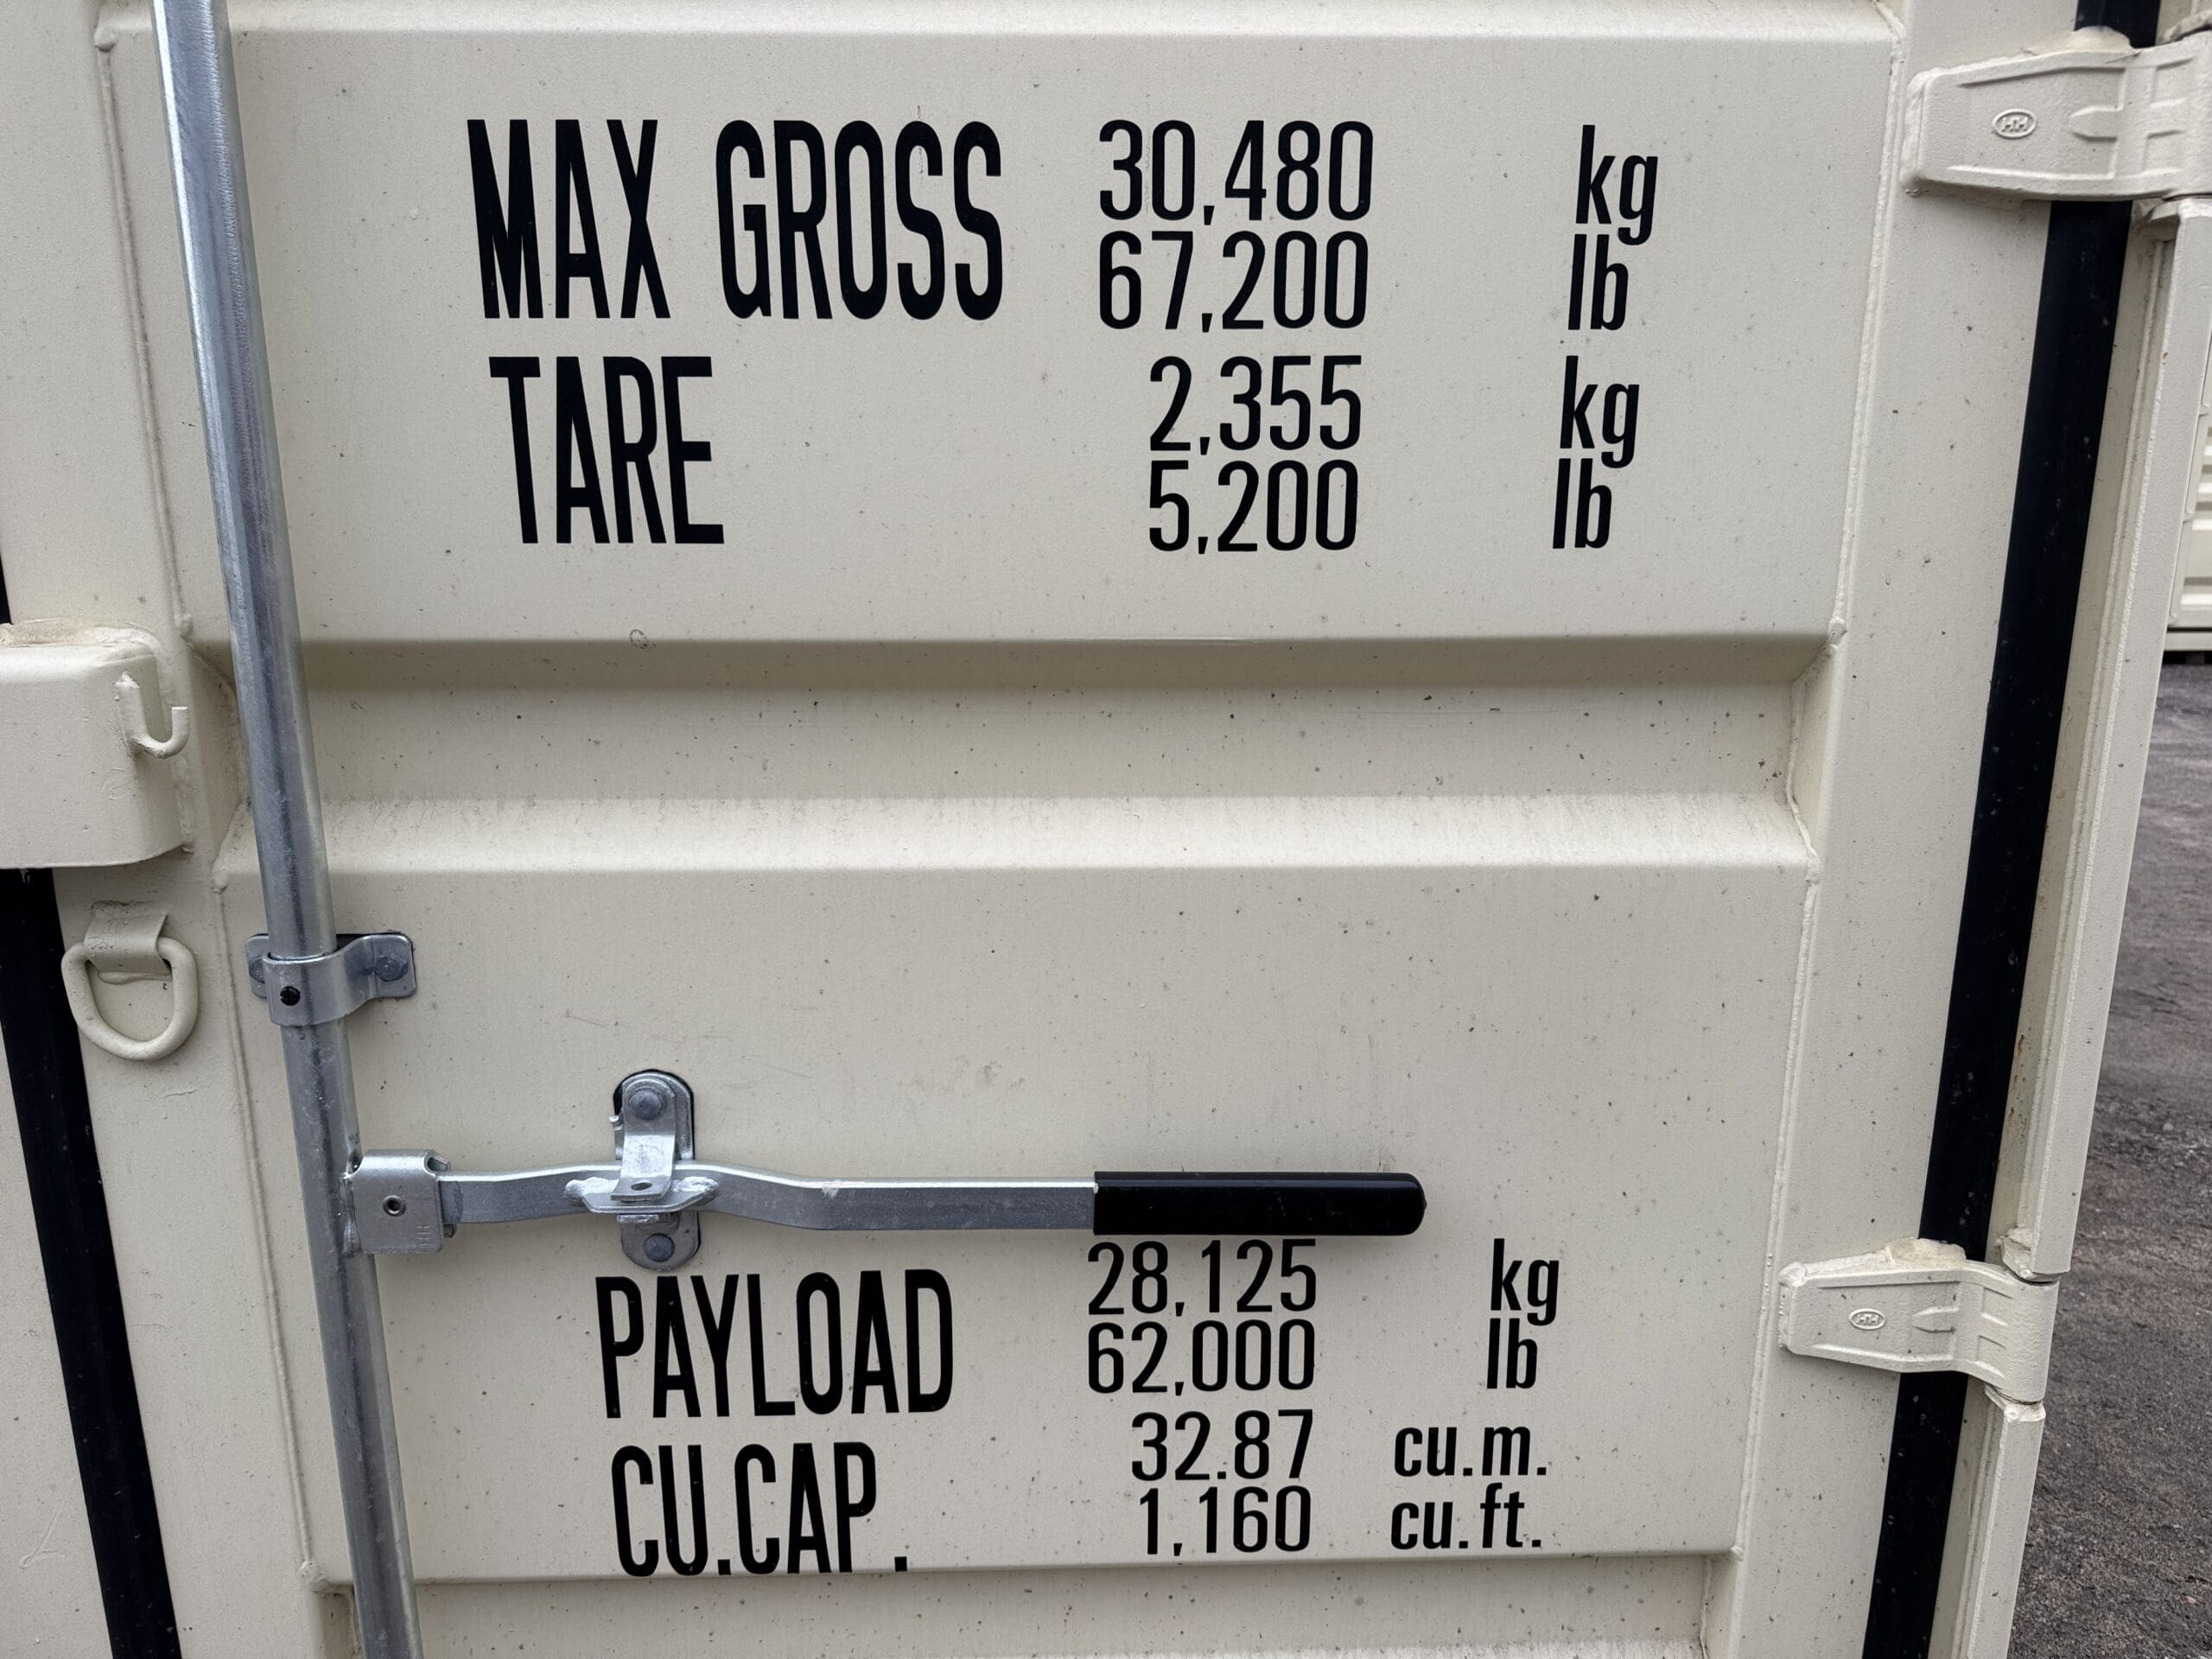 MAX GROSS 30,480 kg
67,200 lb
TARE 2,355 kg
5,200 lb
PAYLOAD 28,125 kg
62,000 lb
CU.CAP. 32.87 cu.m.
1,160 cu.ft.